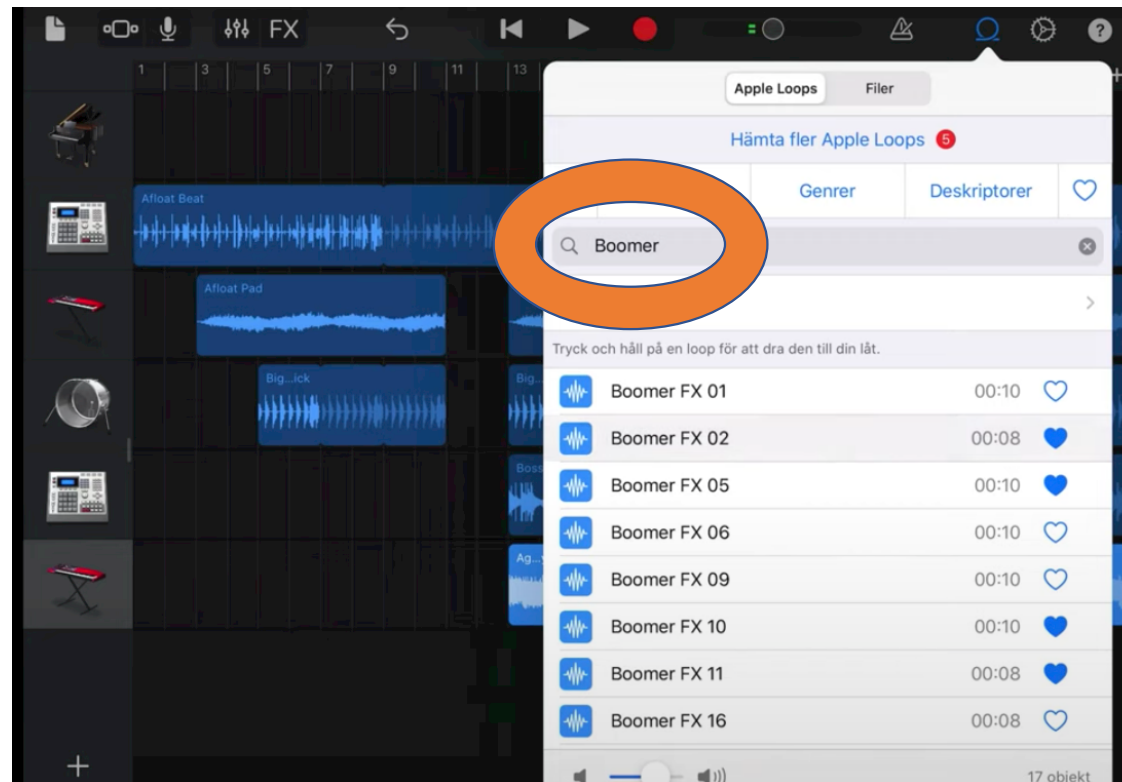 FX
?
1 3 5 7 9 11 13
Apple Loops Filer
Hämta fler Apple Loops 5
Genrer Deskriptorer
Afloat Beat
Boomer
Afloat Pad
Tryck och håll på en loop för att dra den till din låt.
Big...ick Big...
Boomer FX 01 00:10
Boomer FX 02 00:08
Boss
Boomer FX 05 00:10
Boomer FX 06 00:10
Ag...y
Boomer FX 09 00:10
Boomer FX 10 00:10
Boomer FX 11 00:08
Boomer FX 16 00:08
17 objekt